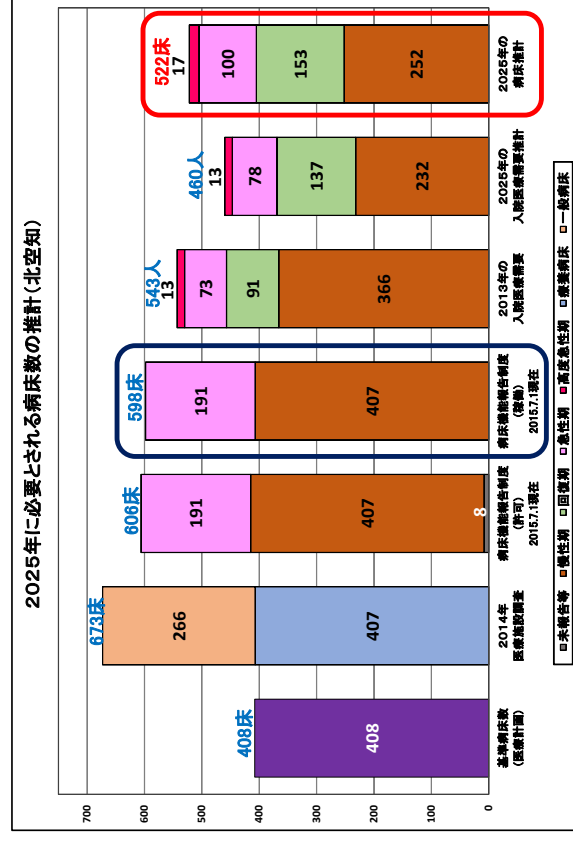 2025年に必要とされる病床数の推計(北空知)
700
600
500
400
300
200
100
0
408床
408
基準病床数
(医療計画)
673床
266
407
2014年
医療施設調査
606床
191
407
8
病床機能報告制度
(許可)
2015.7.1現在
598床
191
407
病床機能報告制度
(稼働)
2015.7.1現在
543人
13
73
91
366
2013年の
入院医療需要
460人
13
78
137
232
2025年の
入院医療需要推計
522床
17
100
153
252
2025年の
病床推計
未報告等 慢性期 回復期 急性期 高度急性期 療養病床 一般病床